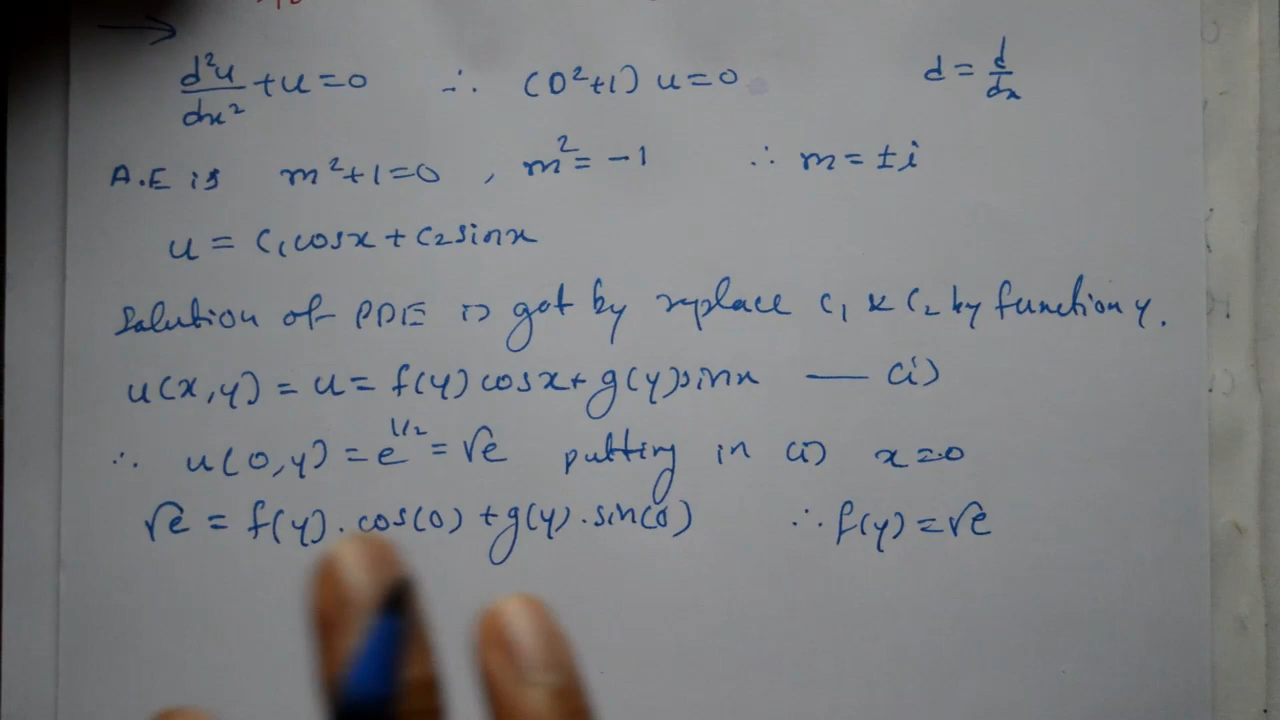 d²u/dx² + u = 0 ∴ (D²+1) u = 0 d = d/dx
A.E is m²+1=0 , m² = -1 ∴ m = ±i
u = C₁cosx + C₂sinx
Solution of PDE is got by replace C₁ & C₂ by function y.
u(x,y) = u = f(y) cosx + g(y) sinx — (i)
∴ u(0,y) = e^{1/2} = √e putting in (i) x=0
√e = f(y).cos(0) + g(y).sin(0) ∴ f(y) = √e